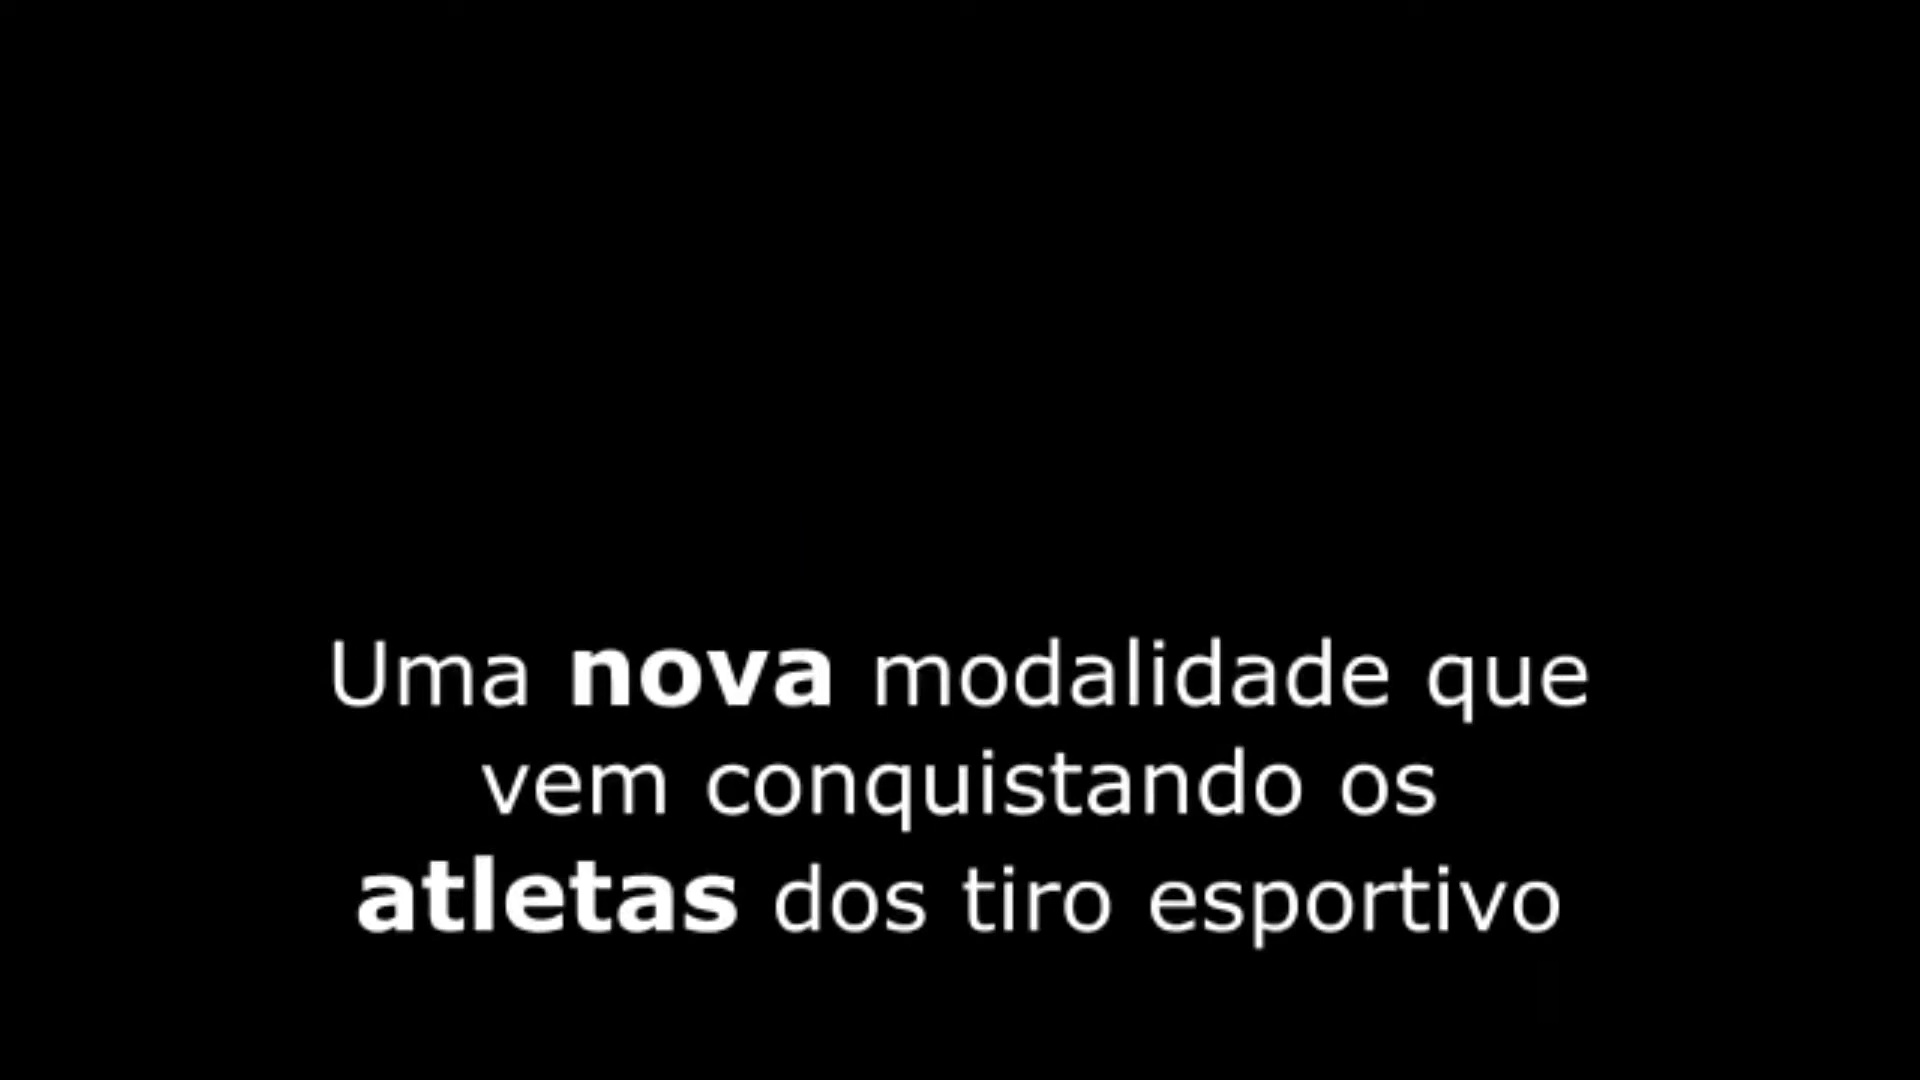 Uma nova modalidade que
vem conquistando os
atletas dos tiro esportivo